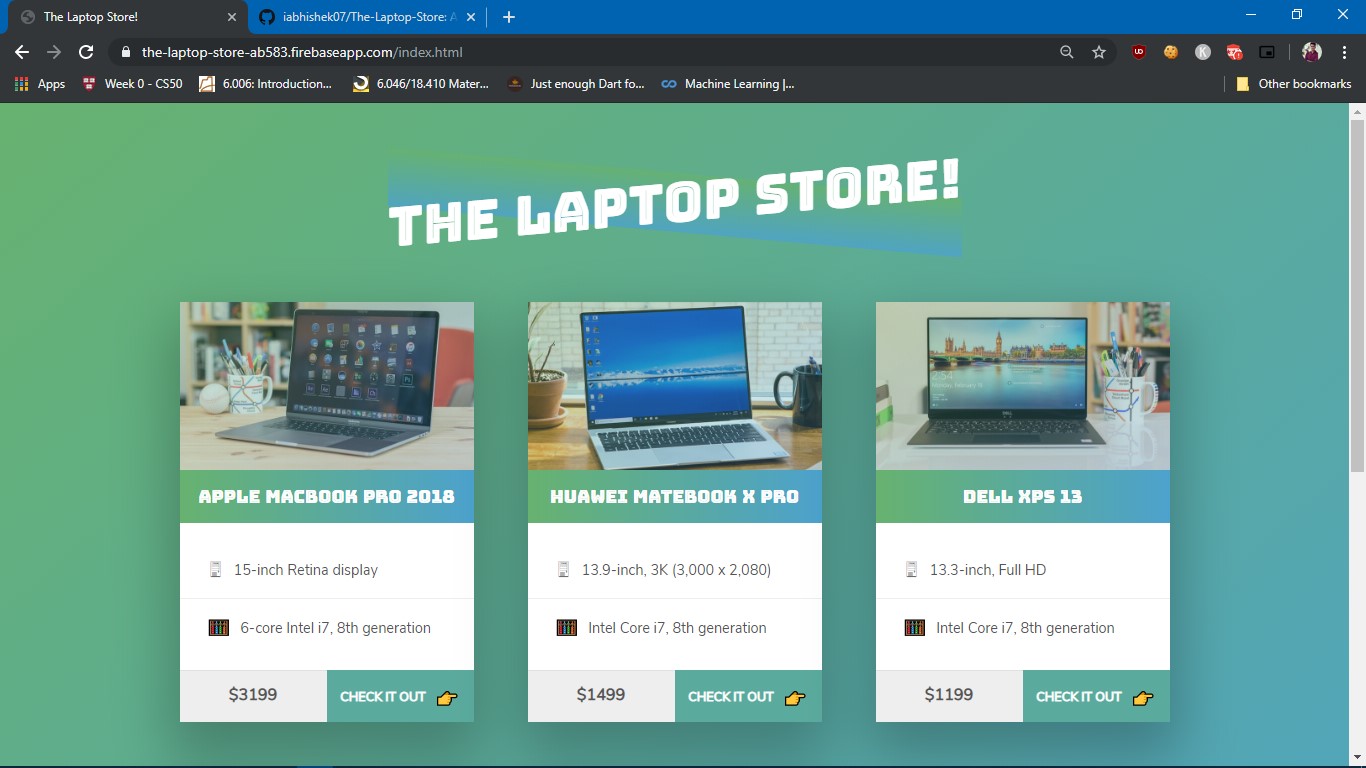 The Laptop Store!
iabhishek07/The-Laptop-Store: A
the-laptop-store-ab583.firebaseapp.com/index.html
Apps
Week 0 - CS50
6.006: Introduction...
6.046/18.410 Mater...
Just enough Dart fo...
Machine Learning |...
Other bookmarks
THE LAPTOP STORE!
APPLE MACBOOK PRO 2018
HUAWEI MATEBOOK X PRO
DELL XPS 13
15-inch Retina display
13.9-inch, 3K (3,000 x 2,080)
13.3-inch, Full HD
6-core Intel i7, 8th generation
Intel Core i7, 8th generation
Intel Core i7, 8th generation
$3199
CHECK IT OUT
$1499
CHECK IT OUT
$1199
CHECK IT OUT